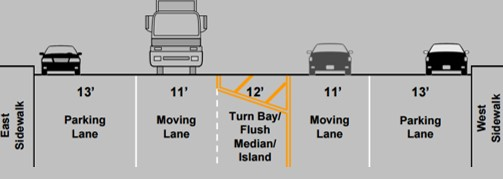 13'
Parking
Lane
11'
Moving
Lane
12'
Turn Bay/
Flush
Median/
Island
11'
Moving
Lane
13'
Parking
Lane
East
Sidewalk
West
Sidewalk